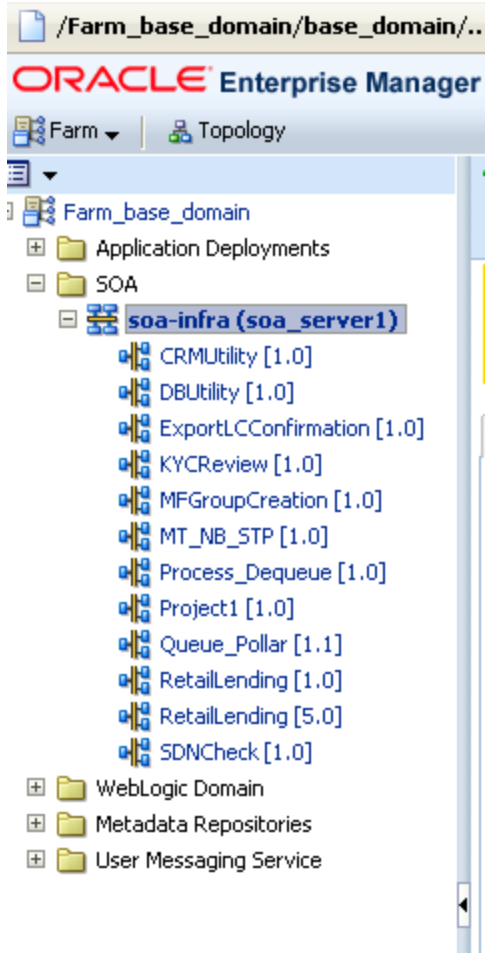 /Farm_base_domain/base_domain/..
ORACLE Enterprise Manager
Farm Topology
Farm_base_domain
Application Deployments
SOA
soa-infra (soa_server1)
CRMUtility [1.0]
DBUtility [1.0]
ExportLCConfirmation [1.0]
KYCReview [1.0]
MFGroupCreation [1.0]
MT_NB_STP [1.0]
Process_Dequeue [1.0]
Project1 [1.0]
Queue_Pollar [1.1]
RetailLending [1.0]
RetailLending [5.0]
SDNCheck [1.0]
WebLogic Domain
Metadata Repositories
User Messaging Service